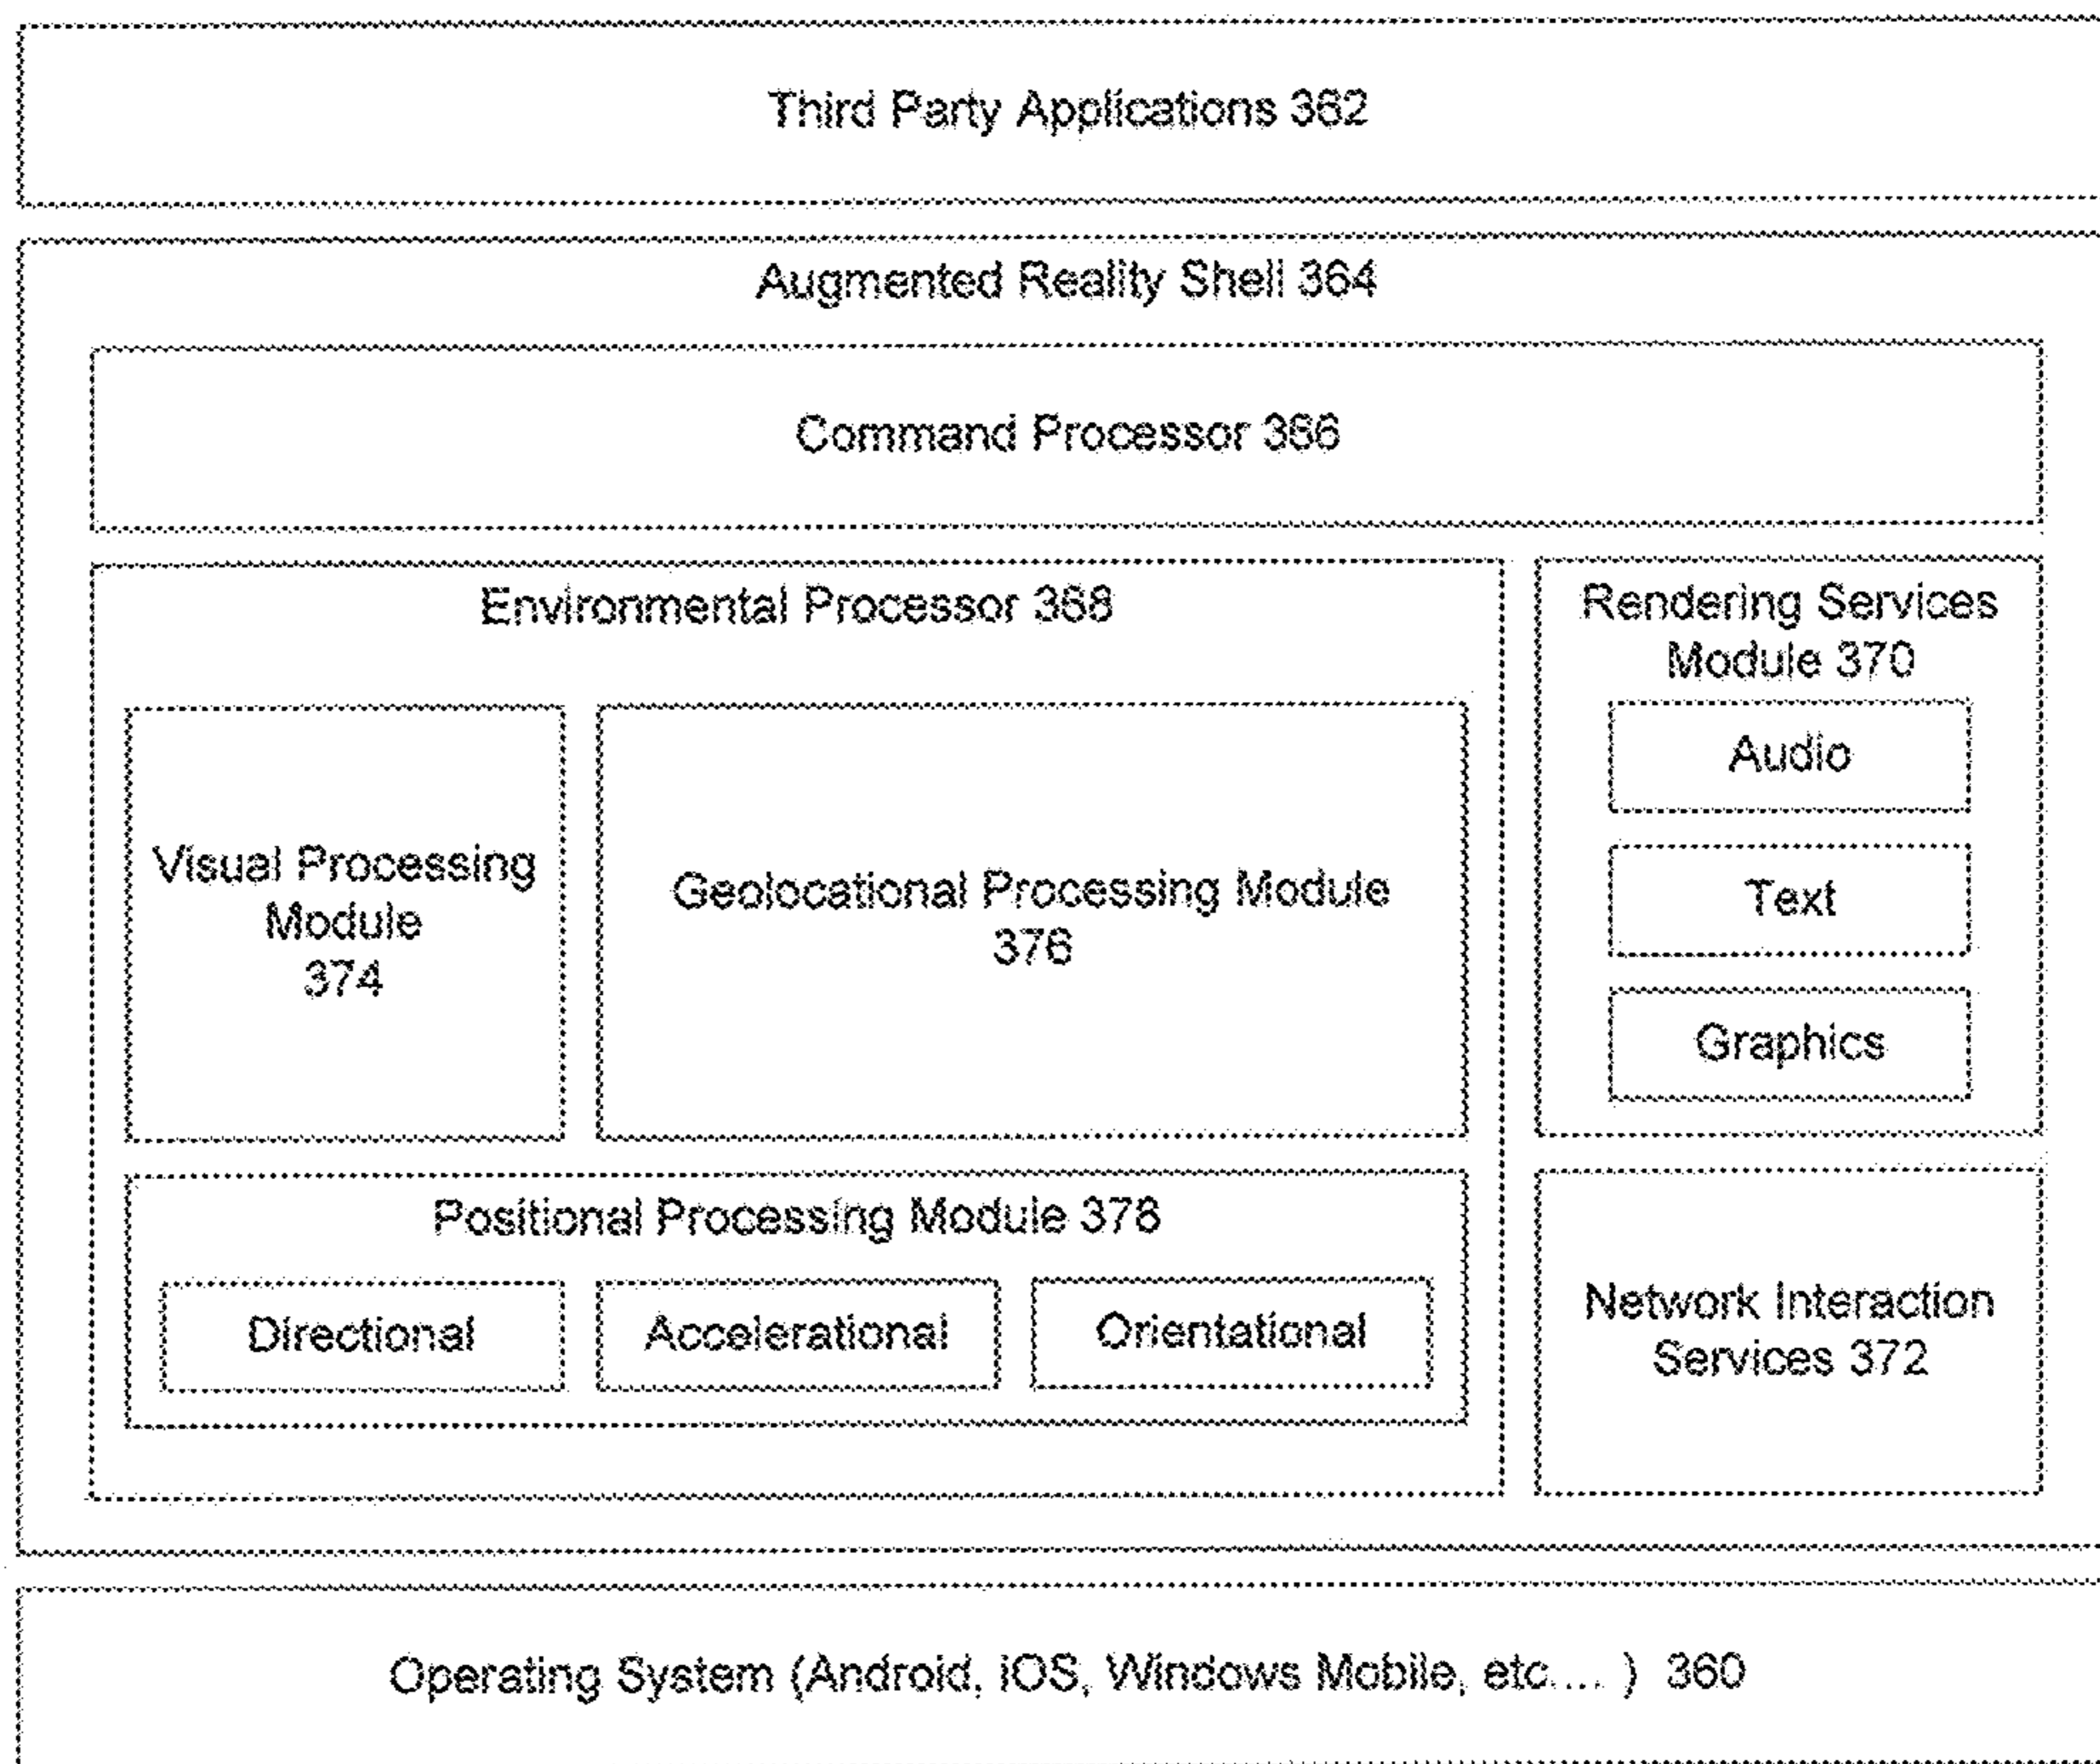 Third Party Applications 362
Augmented Reality Shell 364
Command Processor 366
Environmental Processor 368
Rendering Services
Module 370
Audio
Text
Graphics
Visual Processing
Module
374
Geolocational Processing Module
376
Positional Processing Module 378
Directional
Accelerational
Orientational
Network Interaction
Services 372
Operating System (Android, iOS, Windows Mobile, etc.... ) 360